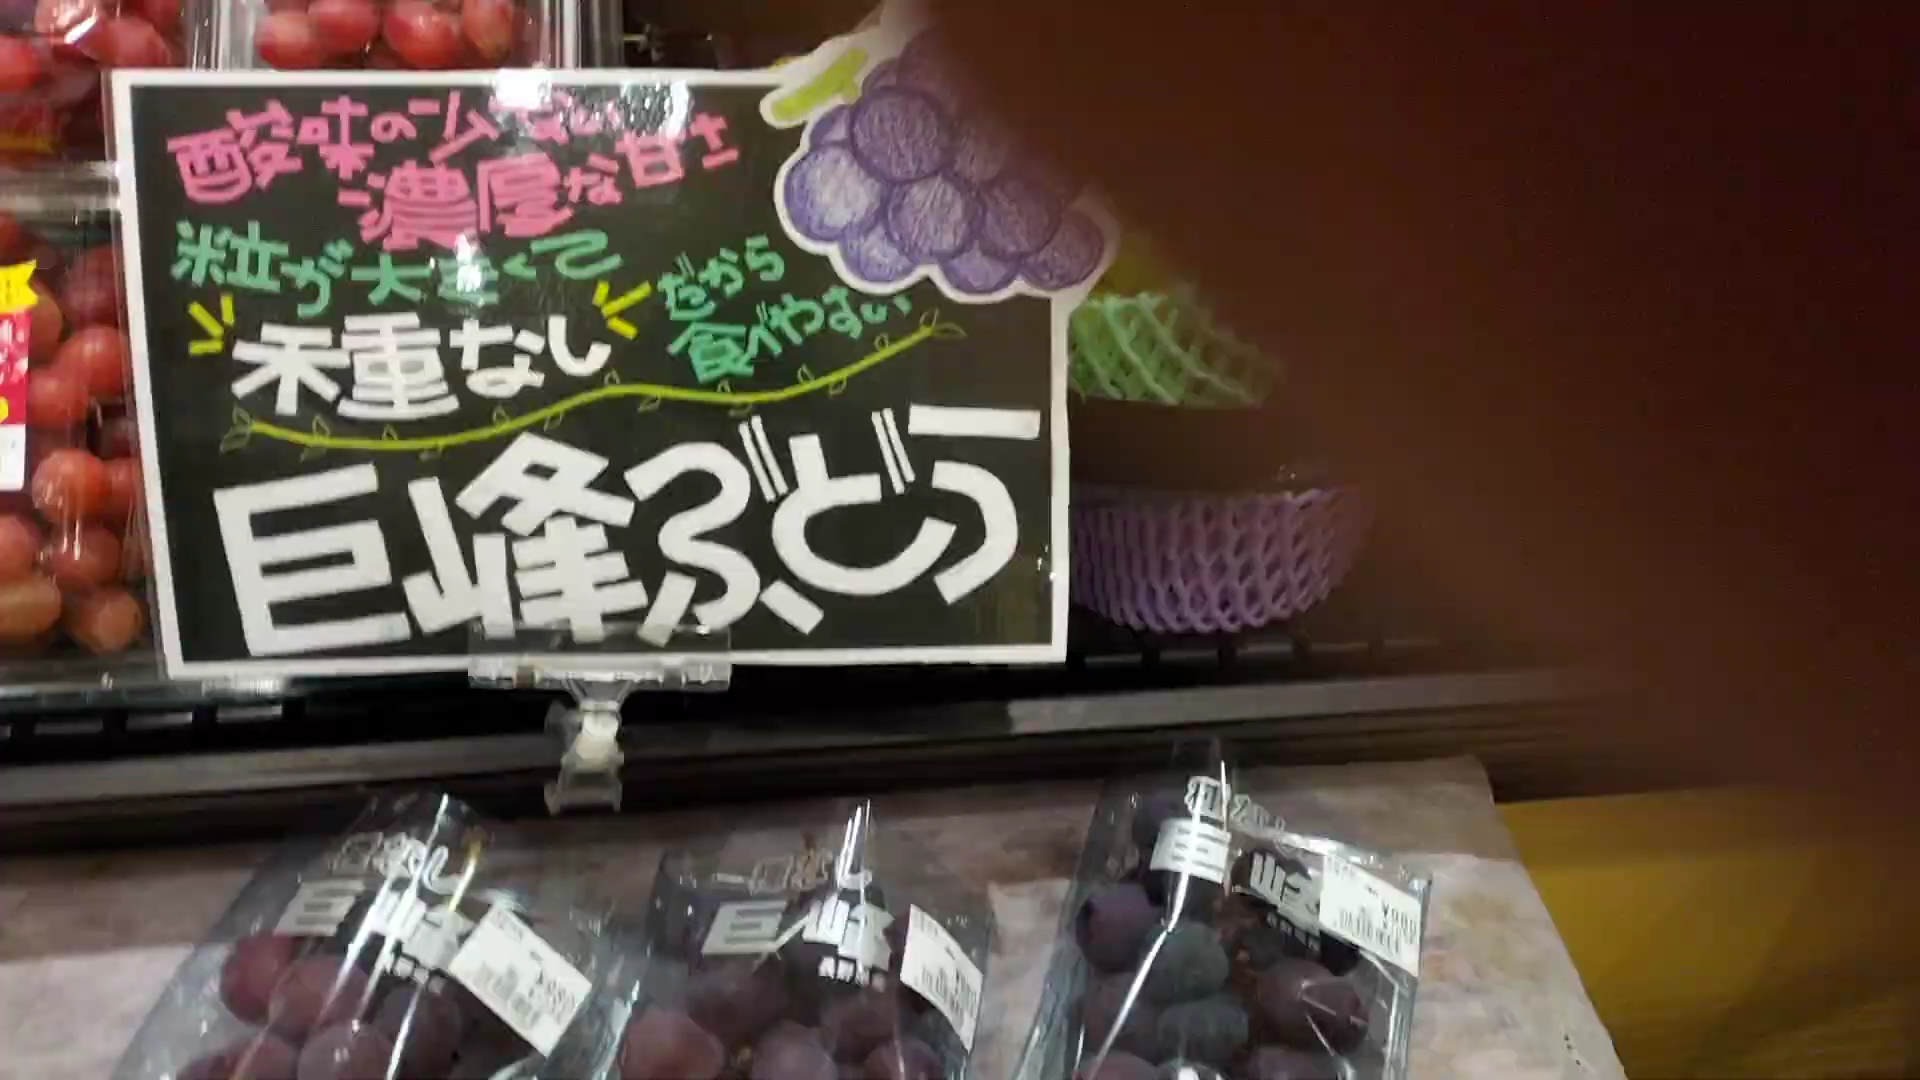 酸味の少ない
濃厚な甘さ
粒が大きくて
種なし
だから
食べやすい
巨峰ぶどう
巨峰
巨峰
巨峰